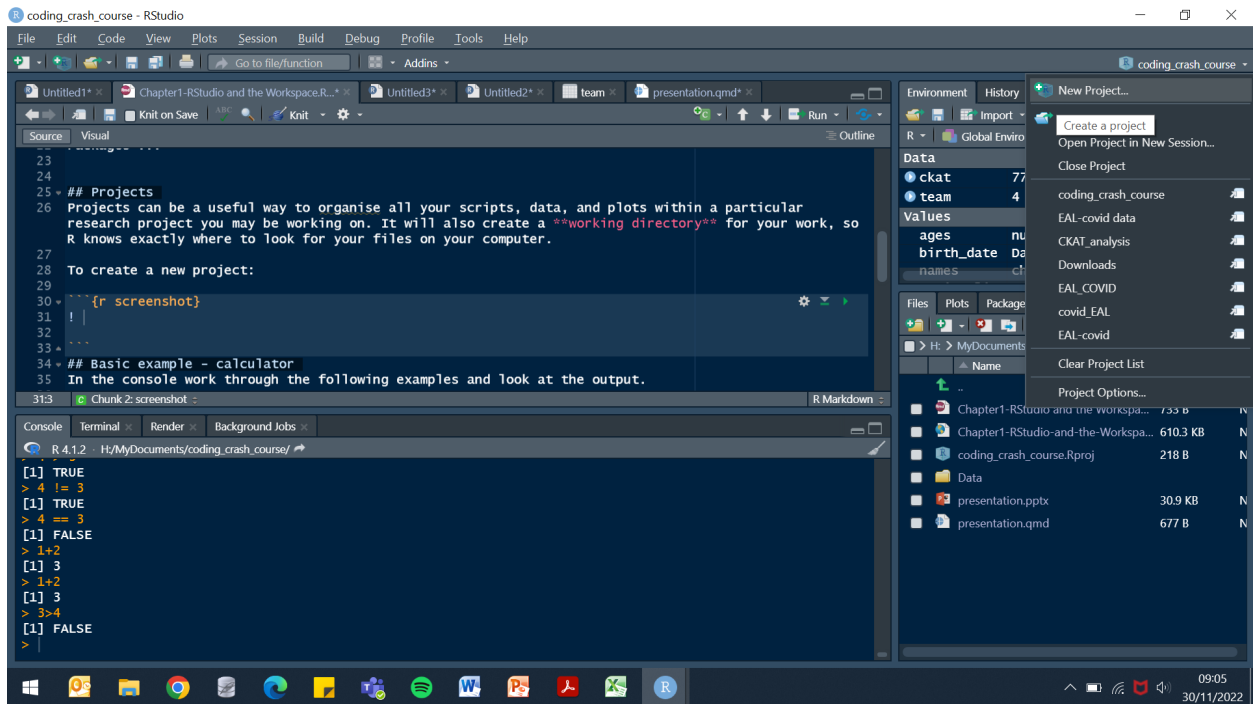 coding_crash_course - RStudio
File Edit Code View Plots Session Build Debug Profile Tools Help
Go to file/function Addins
coding_crash_course
Untitled1* Chapter1-RStudio and the Workspace.R...* Untitled3* Untitled2* team presentation.qmd*
ABC Knit on Save Knit Run
Source Visual Outline
23
24
25 ## Projects
26 Projects can be a useful way to organise all your scripts, data, and plots within a particular
research project you may be working on. It will also create a **working directory** for your work, so
R knows exactly where to look for your files on your computer.
27
28 To create a new project:
29
30 ```{r screenshot}
31 !
32
33 ```
34 ## Basic example - calculator
35 In the console work through the following examples and look at the output.
31:3 Chunk 2: screenshot R Markdown
Console Terminal Render Background Jobs
R 4.1.2 · H:/MyDocuments/coding_crash_course/
[1] TRUE
> 4 != 3
[1] TRUE
> 4 == 3
[1] FALSE
> 1+2
[1] 3
> 1+2
[1] 3
> 3>4
[1] FALSE
>
Environment History
Import
R Global Enviro
Data
ckat 77
team 4
Values
ages nu
birth_date Da
names ch
New Project...
Create a project
Open Project in New Session...
Close Project
coding_crash_course
EAL-covid data
CKAT_analysis
Downloads
EAL_COVID
covid_EAL
EAL-covid
Clear Project List
Project Options...
Files Plots Package
H: > MyDocuments
Name
..
Chapter1-RStudio and the Workspa... 733 B N
Chapter1-RStudio-and-the-Workspa... 610.3 KB N
coding_crash_course.Rproj 218 B N
Data
presentation.pptx 30.9 KB N
presentation.qmd 677 B N
09:05
30/11/2022